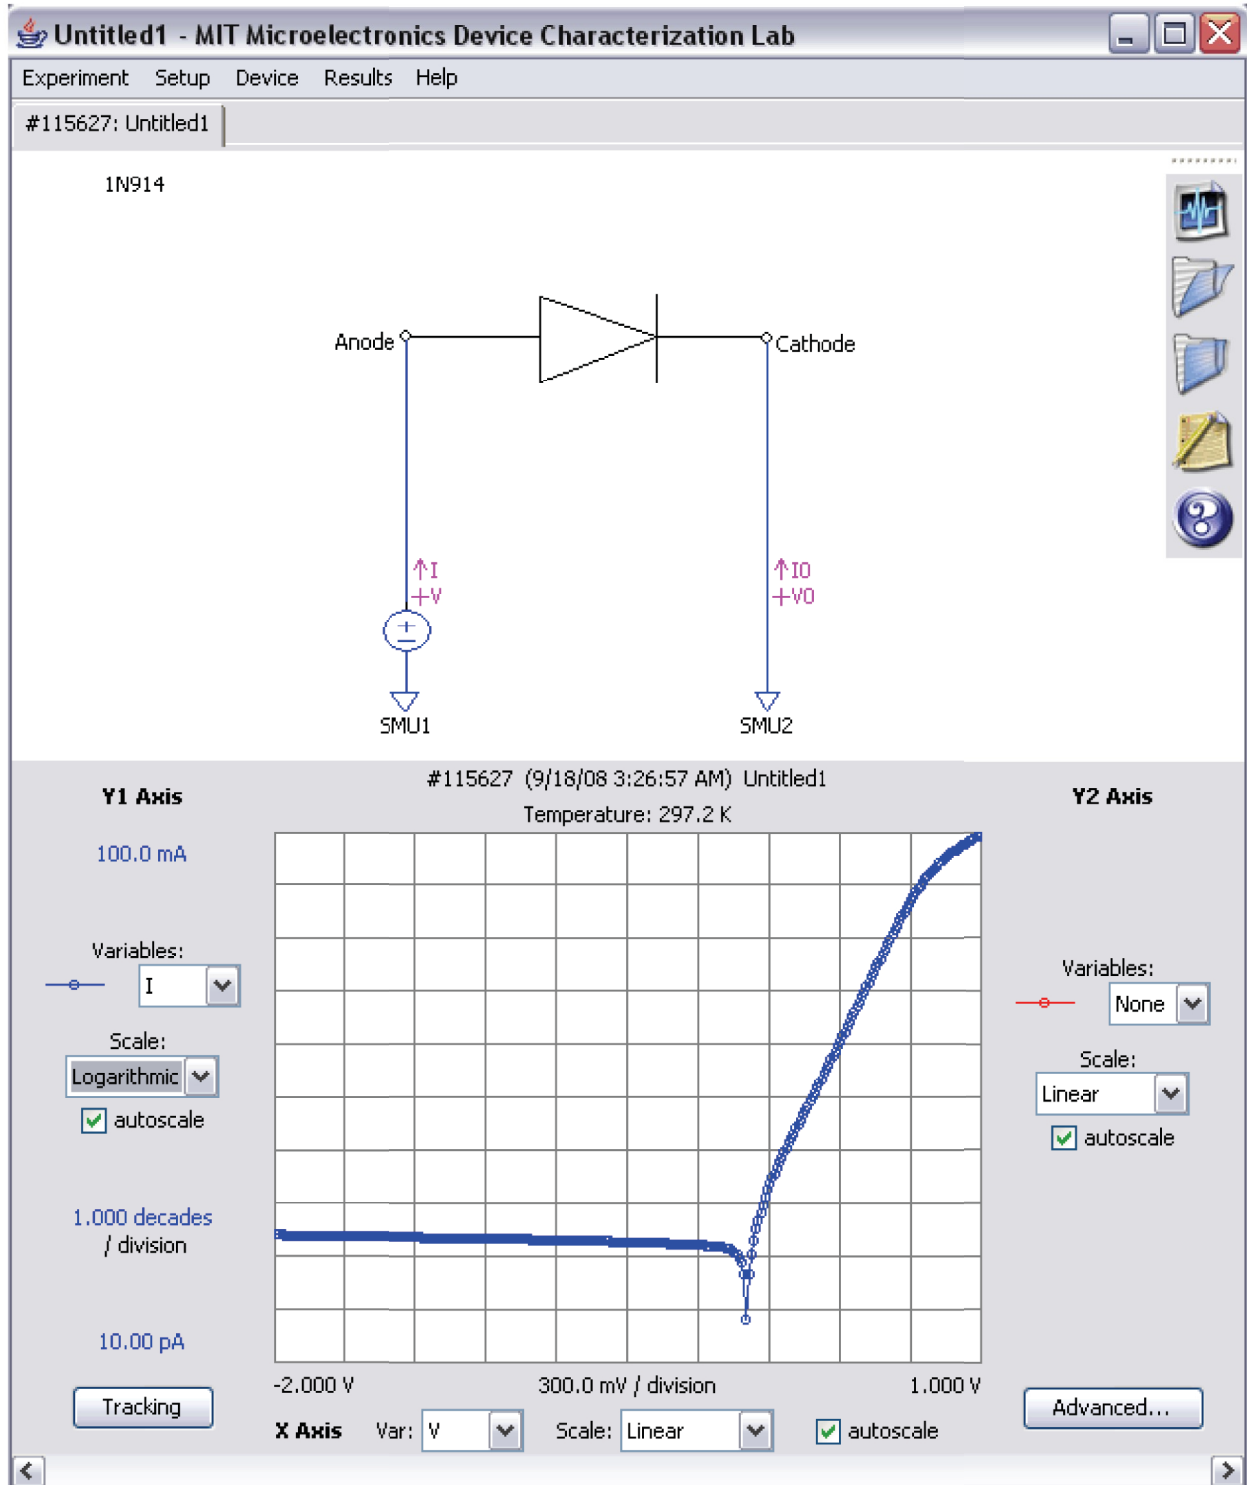 Untitled1 - MIT Microelectronics Device Characterization Lab
Experiment Setup Device Results Help
#115627: Untitled1
1N914
Anode
Cathode
I
+V
I0
+V0
+
SMU1
SMU2
#115627 (9/18/08 3:26:57 AM) Untitled1
Temperature: 297.2 K
Y1 Axis
100.0 mA
Variables:
I
Scale:
Logarithmic
autoscale
1.000 decades
/ division
10.00 pA
Tracking
-2.000 V
300.0 mV / division
1.000 V
X Axis Var: V Scale: Linear autoscale
Y2 Axis
Variables:
None
Scale:
Linear
autoscale
Advanced...